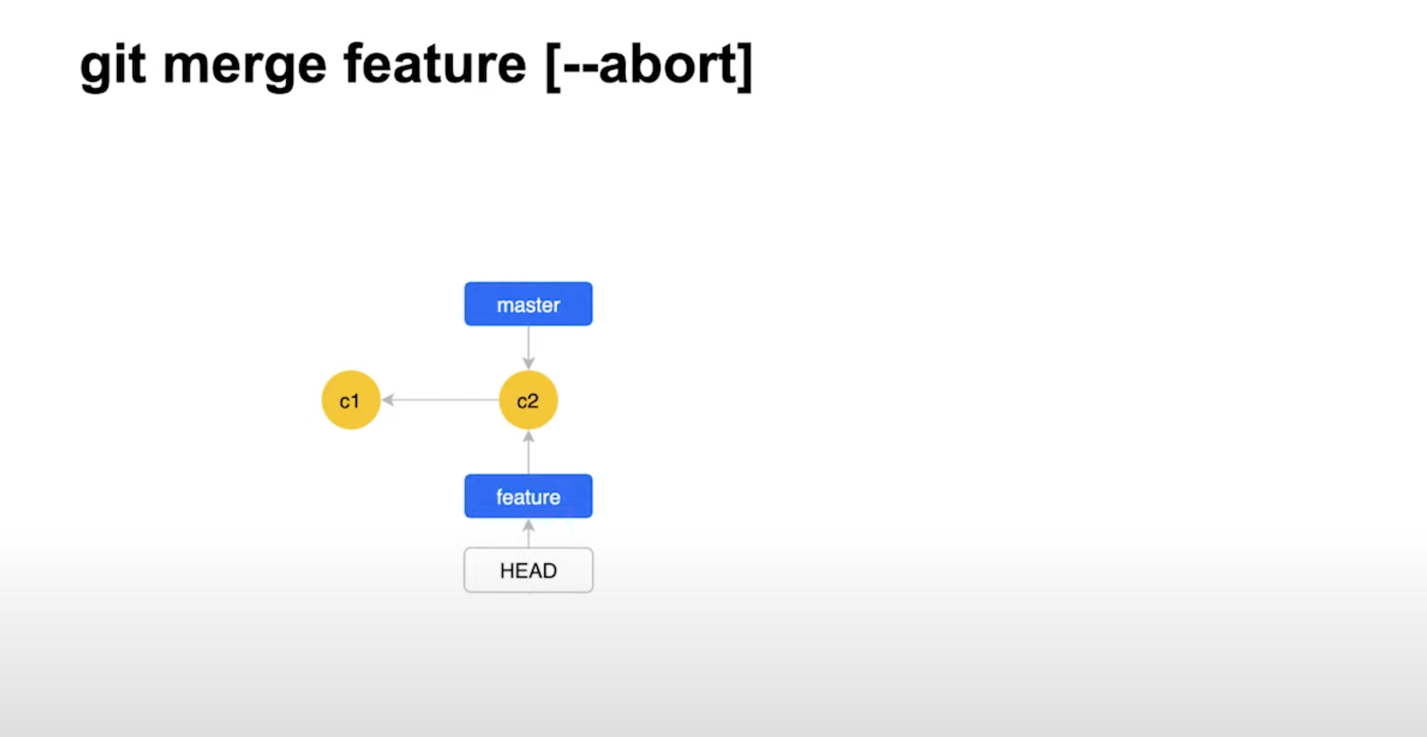 git merge feature [--abort]
master
c1
c2
feature
HEAD